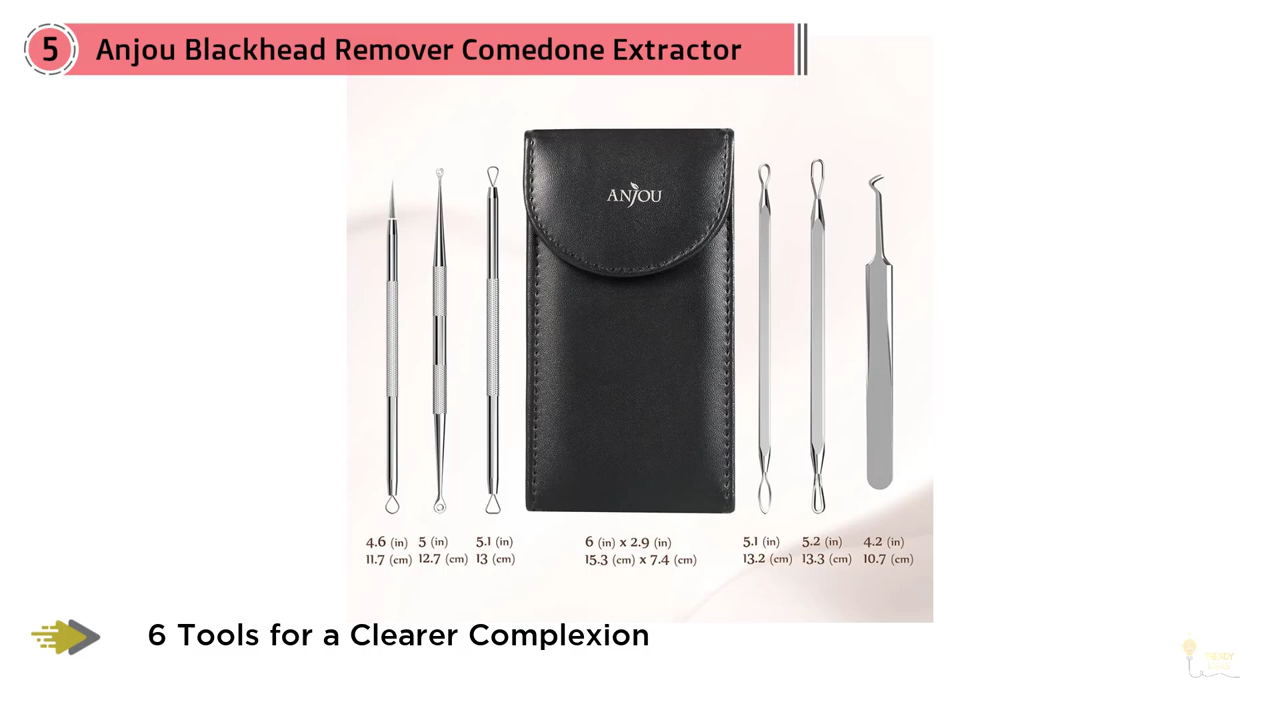 5 Anjou Blackhead Remover Comedone Extractor
ANJOU
4.6 (in) 5 (in) 5.1 (in) 6 (in) x 2.9 (in) 5.1 (in) 5.2 (in) 4.2 (in)
11.7 (cm) 12.7 (cm) 13 (cm) 15.3 (cm) x 7.4 (cm) 13.2 (cm) 13.3 (cm) 10.7 (cm)
6 Tools for a Clearer Complexion